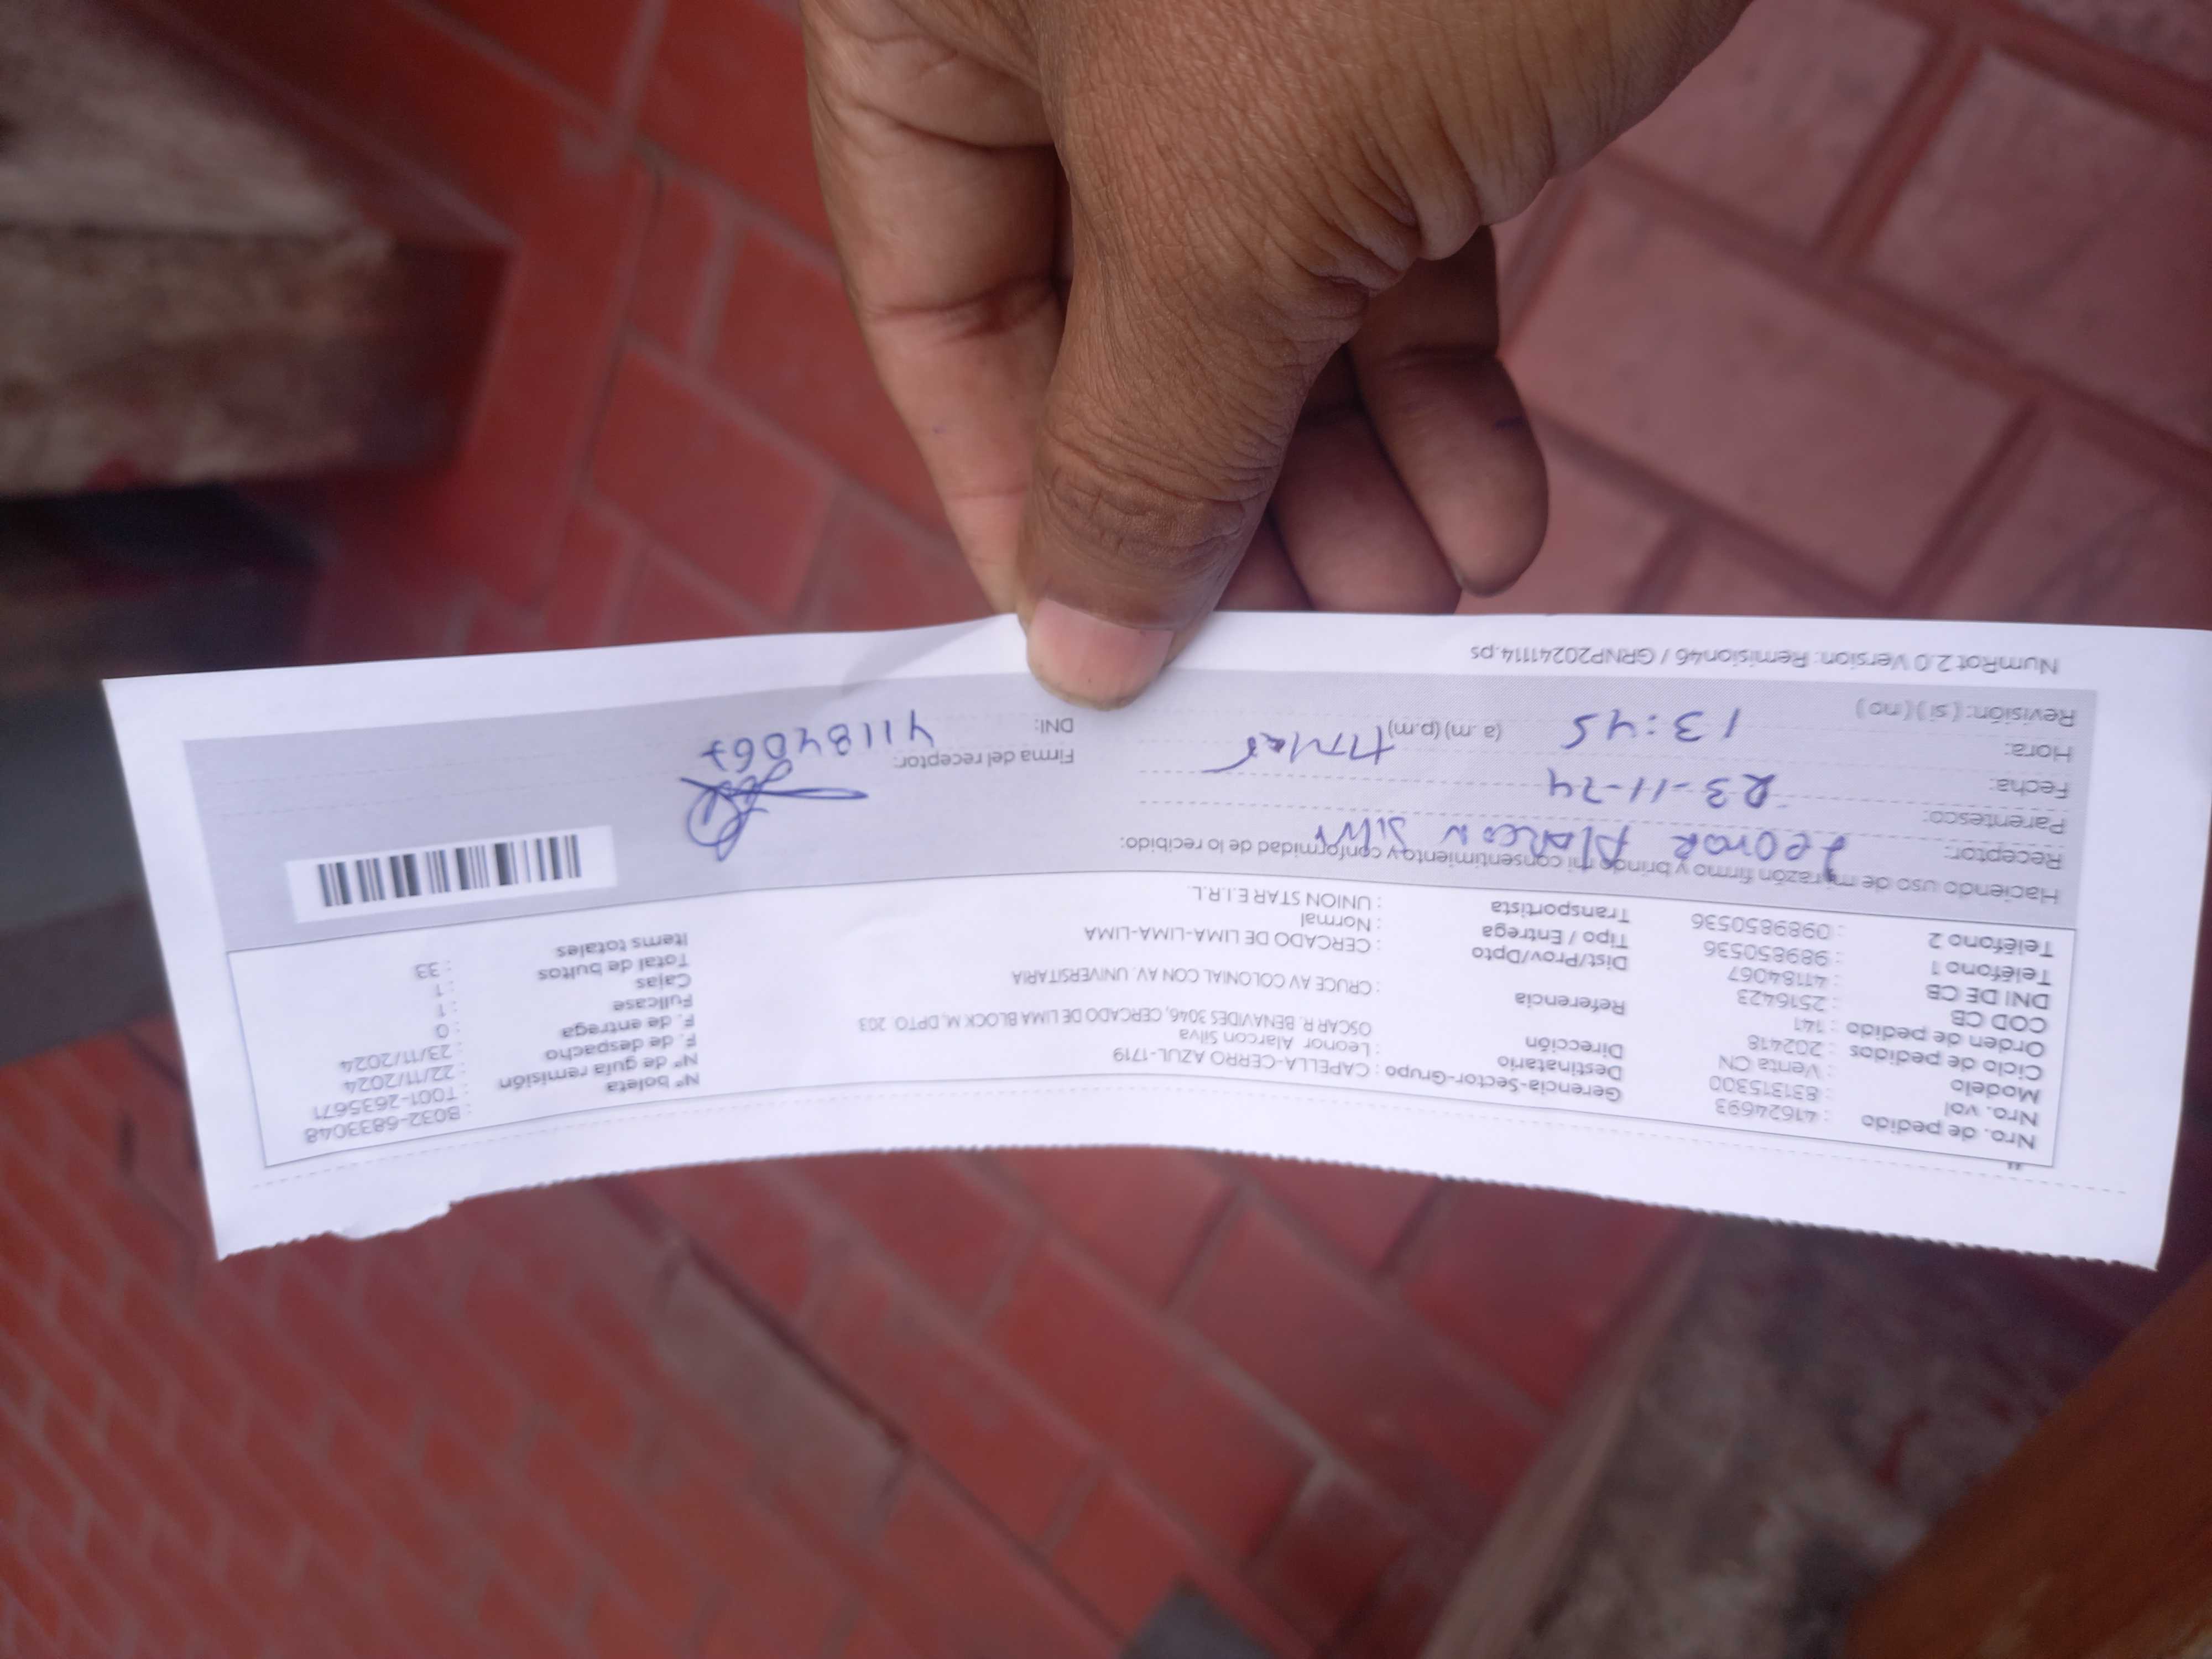 Nro. de pedido : 41624693
Nro. vol : 831315300
Modelo : Venta CN
Ciclo de pedidos : 202418
Orden de pedido : 141
COD CB : 2516423
DNI DE CB : 41184067
Teléfono 1 : 989850536
Teléfono 2 : 0989850536
Gerencia-Sector-Grupo : CAPELLA-CERRO AZUL-1719
Destinatario : Leonor Alarcon Silva
Dirección OSCAR R. BENAVIDES 3046, CERCADO DE LIMA BLOCK M, DPTO 203
Referencia : CRUCE AV COLONIAL CON AV. UNIVERSITARIA
Dist/Prov/Dpto : CERCADO DE LIMA-LIMA-LIMA
Tipo / Entrega : Normal
Transportista : UNION STAR E.I.R.L.
N° boleta : B032-6833048
N° de guía remisión : T001-2635671
F. de despacho : 22/11/2024
F. de entrega : 23/11/2024
Fullcase : 0
Cajas : 1
Total de bultos : 1
Items totales : 33
Haciendo uso de mi razón firmo y brindo mi consentimiento y conformidad de lo recibido:
Receptor: Leonor Alarcon Silva
Parentesco:
Fecha: 23-11-24
Hora: 13:45 (a.m) (p.m)
Revisión: ( si ) ( no )
Firma del receptor:
DNI: 41184067
NumRot 2.0 Version: Remision46 / GRNP20241114.ps